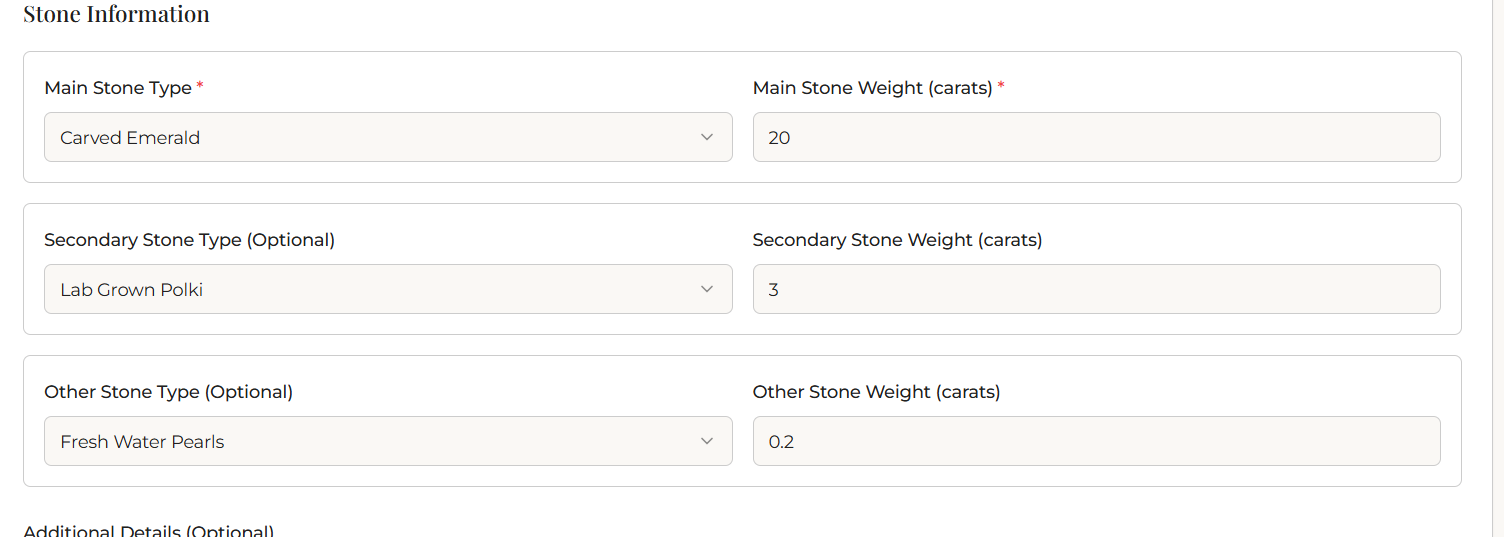 Stone Information
Main Stone Type *
Main Stone Weight (carats) *
Carved Emerald
20
Secondary Stone Type (Optional)
Secondary Stone Weight (carats)
Lab Grown Polki
3
Other Stone Type (Optional)
Other Stone Weight (carats)
Fresh Water Pearls
0.2
Additional Details (Optional)